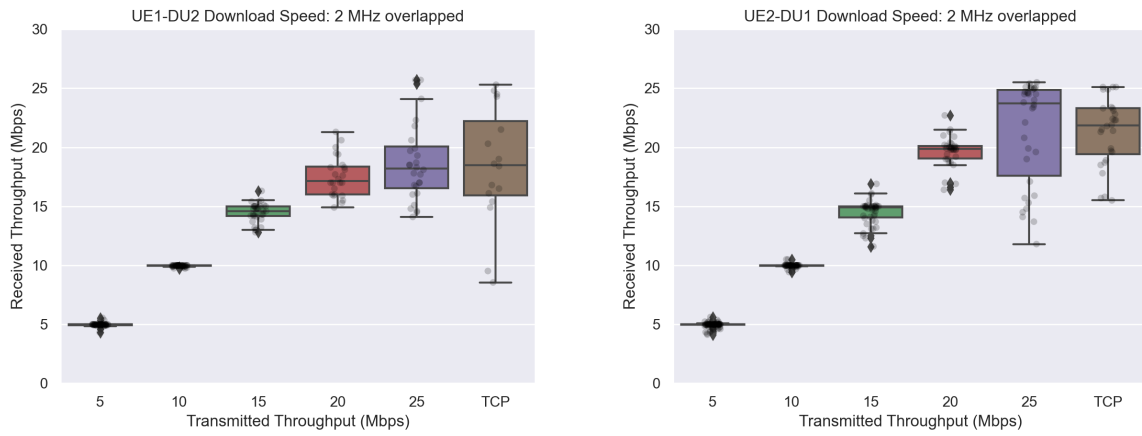 UE1-DU2 Download Speed: 2 MHz overlapped
30
25
20
15
10
5
0
Received Throughput (Mbps)
5 10 15 20 25 TCP
Transmitted Throughput (Mbps)
UE2-DU1 Download Speed: 2 MHz overlapped
30
25
20
15
10
5
0
Received Throughput (Mbps)
5 10 15 20 25 TCP
Transmitted Throughput (Mbps)